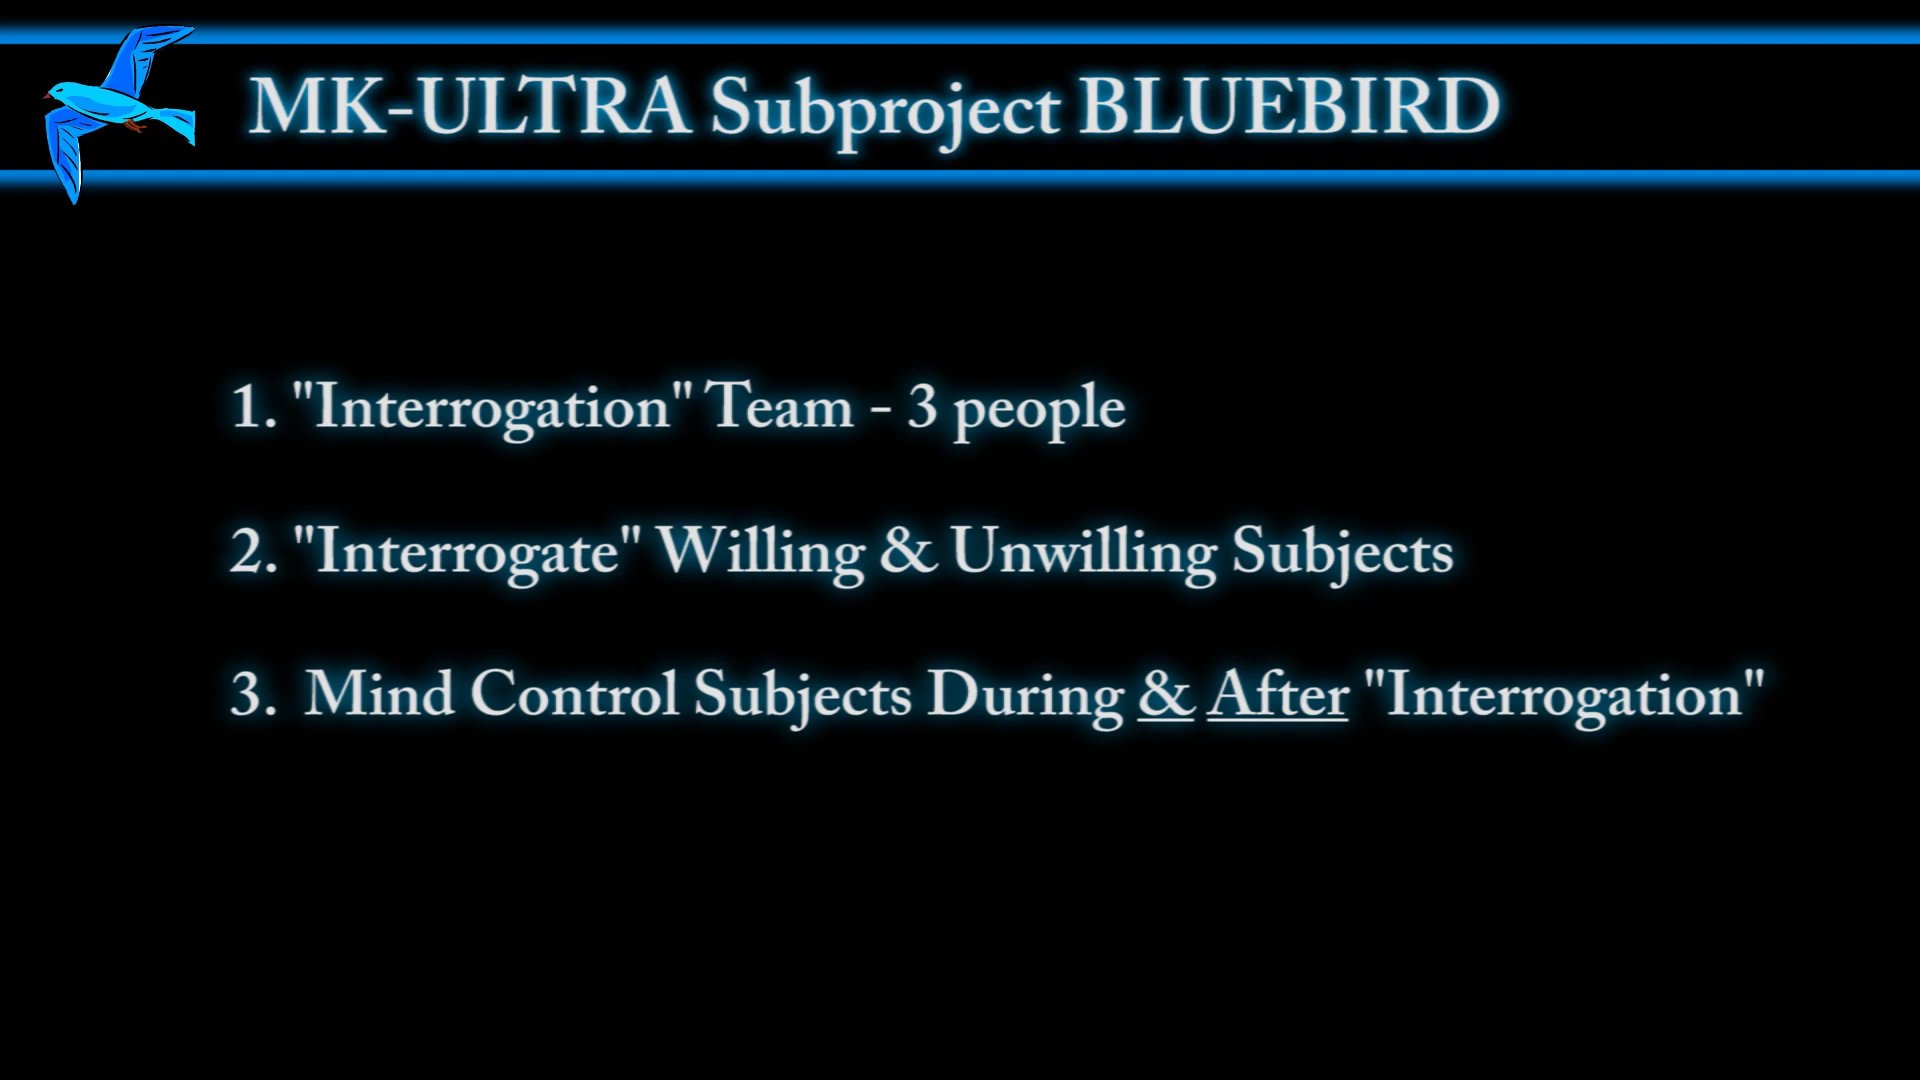 MK-ULTRA Subproject BLUEBIRD
1. "Interrogation" Team - 3 people
2. "Interrogate" Willing & Unwilling Subjects
3. Mind Control Subjects During & After "Interrogation"